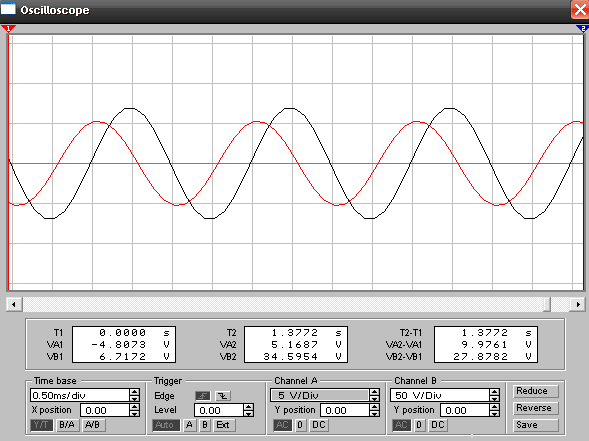 Oscilloscope
1 2
T1 0.0000 s T2 1.3772 s T2-T1 1.3772 s
VA1 -4.8073 V VA2 5.1687 V VA2-VA1 9.9761 V
VB1 6.7172 V VB2 34.5954 V VB2-VB1 27.8782 V
Time base Trigger Channel A Channel B Reduce
0.50ms/div Edge 5 V/Div 50 V/Div
X position 0.00 Level 0.00 Y position 0.00 Y position 0.00 Reverse
Y/T B/A A/B Auto A B Ext AC 0 DC AC 0 DC Save